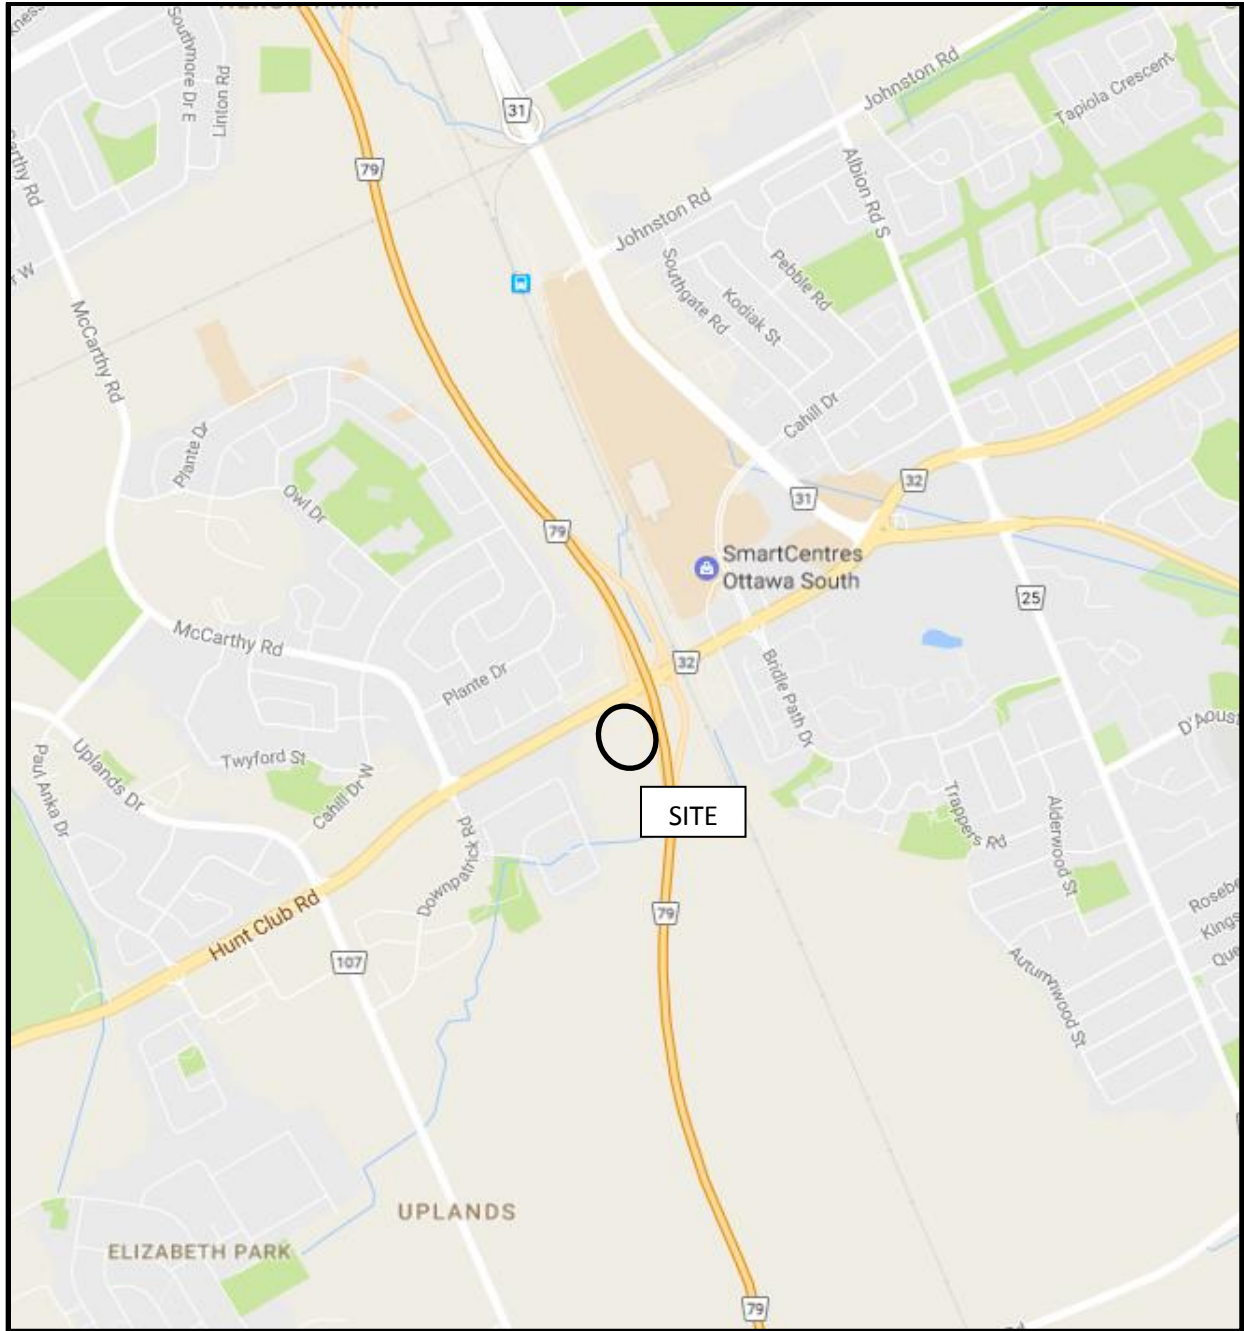 Southmore Dr E
Linton Rd
31
Johnston Rd
Tapiola Crescent
79
Albion Rd S
Johnston Rd
McCarthy Rd
Southgate Rd
Kodiak St
Pebble Rd
Cahill Dr
Plante Dr
Owl Dr
32
31
79
SmartCentres
Ottawa South
25
McCarthy Rd
32
Plante Dr
Bridle Path Dr
Twyford St
Cahill Dr W
Uplands Dr
Paul Anka Dr
SITE
Trappers Rd
Alderwood St
Downpatrick Rd
79
Hunt Club Rd
107
Autumnwood St
UPLANDS
ELIZABETH PARK
79